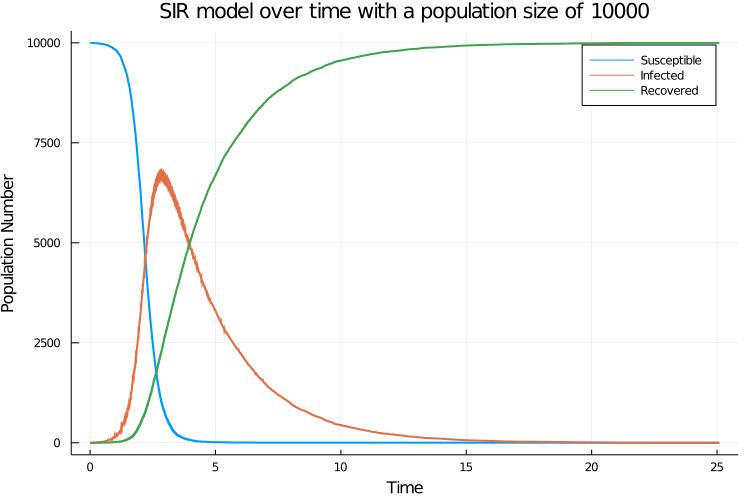 SIR model over time with a population size of 10000
10000
Susceptible
Infected
Recovered
7500
Population Number
5000
2500
0
0 5 10 15 20 25
Time